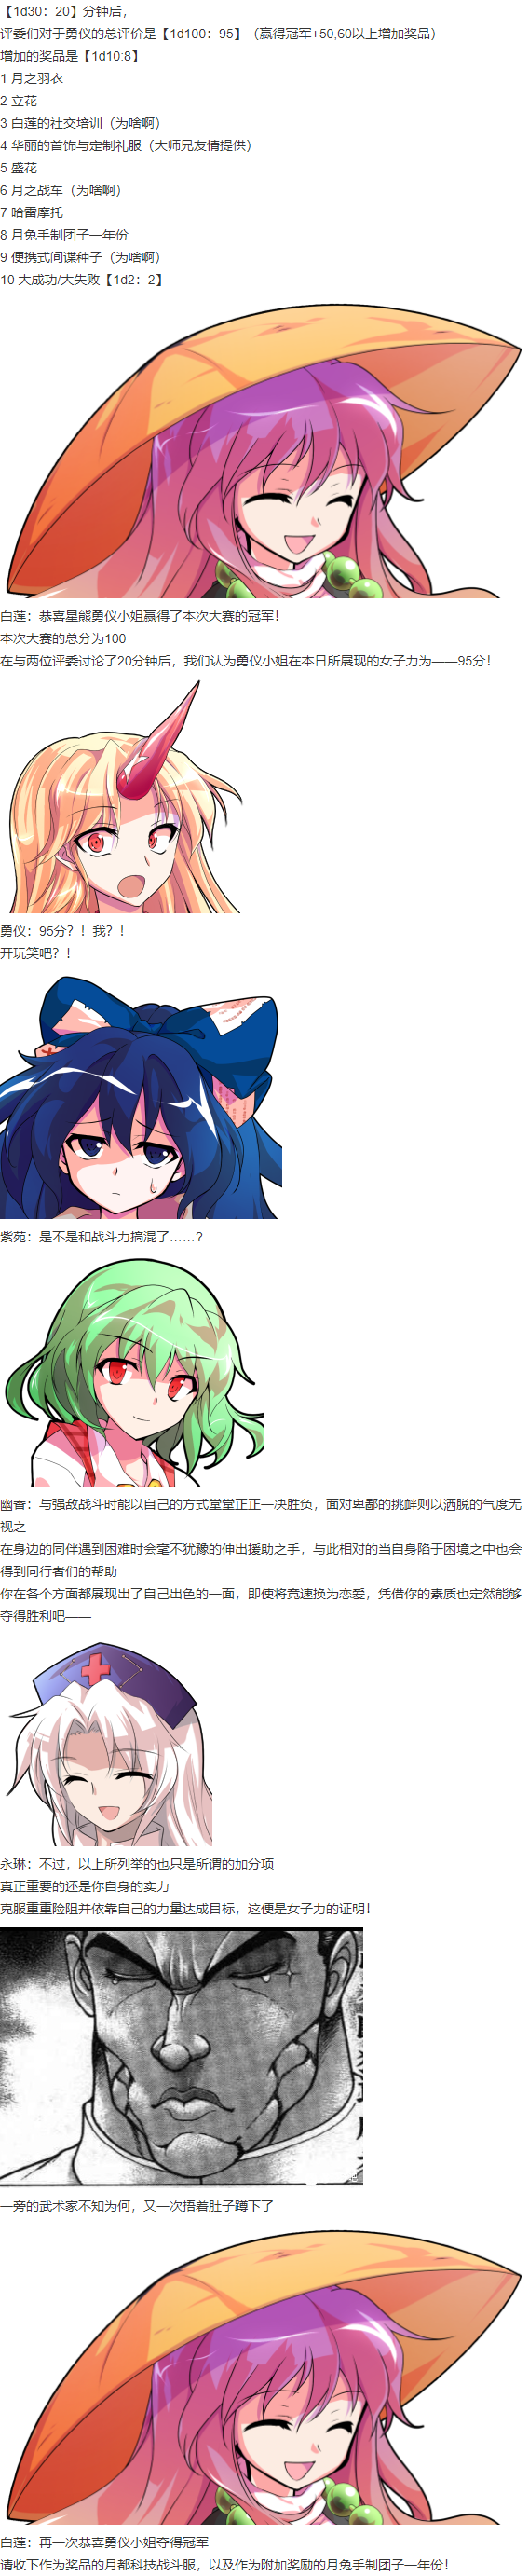 【1d30：20】分钟后，
评委们对于勇仪的总评价是【1d100：95】（赢得冠军+50,60以上增加奖品）
增加的奖品是【1d10:8】
1 月之羽衣
2 立花
3 白莲的社交培训（为啥啊）
4 华丽的首饰与定制礼服（大师兄友情提供）
5 盛花
6 月之战车（为啥啊）
7 哈雷摩托
8 月兔手制团子一年份
9 便携式间谍种子（为啥啊）
10 大成功/大失败【1d2：2】
白莲：恭喜星熊勇仪小姐赢得了本次大赛的冠军！
本次大赛的总分为100
在与两位评委讨论了20分钟后，我们认为勇仪小姐在本日所展现的女子力为——95分！
勇仪：95分？！我？！
开玩笑吧？！
紫苑：是不是和战斗力搞混了……?
幽香：与强敌战斗时能以自己的方式堂堂正正一决胜负，面对卑鄙的挑衅则以洒脱的气度无
视之
在身边的同伴遇到困难时会毫不犹豫的伸出援助之手，与此相对的当自身陷于困境之中也会
得到同行者们的帮助
你在各个方面都展现出了自己出色的一面，即使将竞速换为恋爱，凭借你的素质也定然能够
夺得胜利吧——
永琳：不过，以上所列举的也只是所谓的加分项
真正重要的还是你自身的实力
克服重重险阻并依靠自己的力量达成目标，这便是女子力的证明！
一旁的武术家不知为何，又一次捂着肚子蹲下了
白莲：再一次恭喜勇仪小姐夺得冠军
请收下作为奖品的月都科技战斗服，以及作为附加奖励的月兔手制团子一年份！